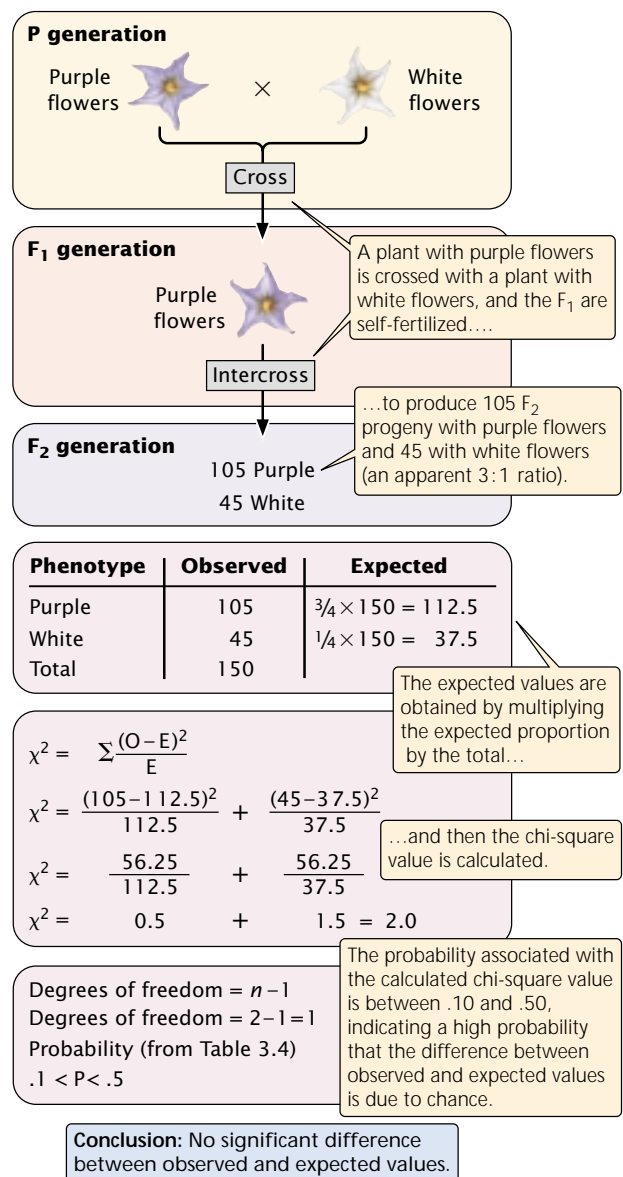 P generation
Purple
flowers
×
White
flowers
Cross
F₁ generation
A plant with purple flowers
is crossed with a plant with
white flowers, and the F₁ are
self-fertilized….
Purple
flowers
Intercross
…to produce 105 F₂
progeny with purple flowers
and 45 with white flowers
(an apparent 3:1 ratio).
F₂ generation
105 Purple
45 White
Phenotype Observed Expected
Purple 105 ¾ × 150 = 112.5
White 45 ¼ × 150 = 37.5
Total 150
The expected values are
obtained by multiplying
the expected proportion
by the total…
χ² = Σ (O–E)²/E
χ² = (105–112.5)²/112.5 + (45–37.5)²/37.5
…and then the chi-square
value is calculated.
χ² = 56.25/112.5 + 56.25/37.5
χ² = 0.5 + 1.5 = 2.0
The probability associated with
the calculated chi-square value
is between .10 and .50,
indicating a high probability
that the difference between
observed and expected values
is due to chance.
Degrees of freedom = n–1
Degrees of freedom = 2–1=1
Probability (from Table 3.4)
.1 < P< .5
Conclusion: No significant difference
between observed and expected values.